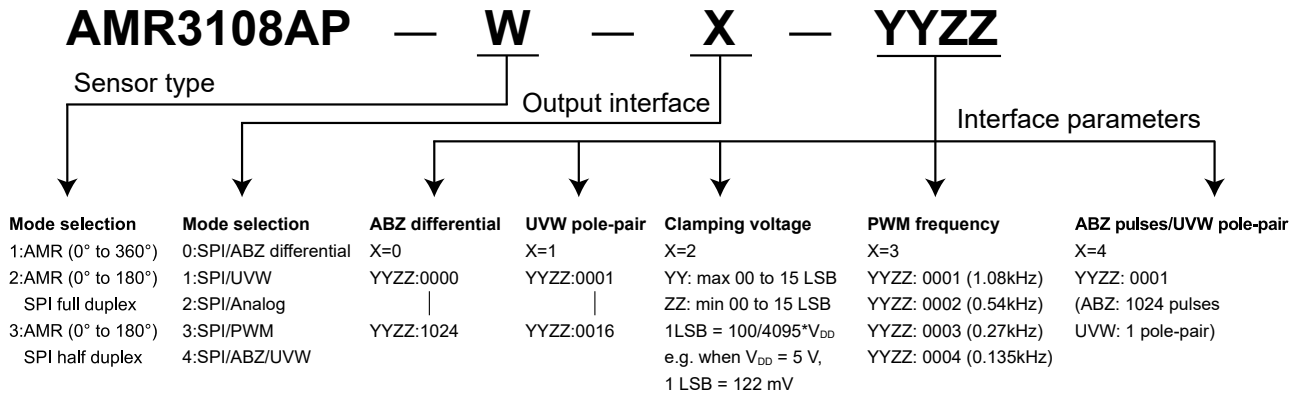 AMR3108AP — W — X — YYZZ
Sensor type
Output interface
Interface parameters
Mode selection
1:AMR (0° to 360°)
2:AMR (0° to 180°)
SPI full duplex
3:AMR (0° to 180°)
SPI half duplex
Mode selection
0:SPI/ABZ differential
1:SPI/UVW
2:SPI/Analog
3:SPI/PWM
4:SPI/ABZ/UVW
ABZ differential
X=0
YYZZ:0000
YYZZ:1024
UVW pole-pair
X=1
YYZZ:0001
YYZZ:0016
Clamping voltage
X=2
YY: max 00 to 15 LSB
ZZ: min 00 to 15 LSB
1LSB = 100/4095*VDD
e.g. when VDD = 5 V,
1 LSB = 122 mV
PWM frequency
X=3
YYZZ: 0001 (1.08kHz)
YYZZ: 0002 (0.54kHz)
YYZZ: 0003 (0.27kHz)
YYZZ: 0004 (0.135kHz)
ABZ pulses/UVW pole-pair
X=4
YYZZ: 0001
(ABZ: 1024 pulses
UVW: 1 pole-pair)